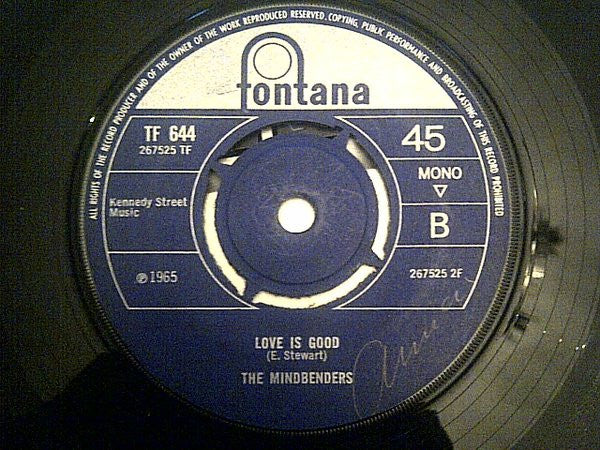 ALL RIGHTS OF THE RECORD PRODUCER AND OF THE OWNER OF THE WORK REPRODUCED RESERVED. COPYING, PUBLIC PERFORMANCE AND BROADCASTING OF THIS RECORD PROHIBITED
fontana
TF 644
267525 TF
45
Kennedy Street
Music
MONO
B
℗1965
267525 2F
LOVE IS GOOD
(E. Stewart)
THE MINDBENDERS